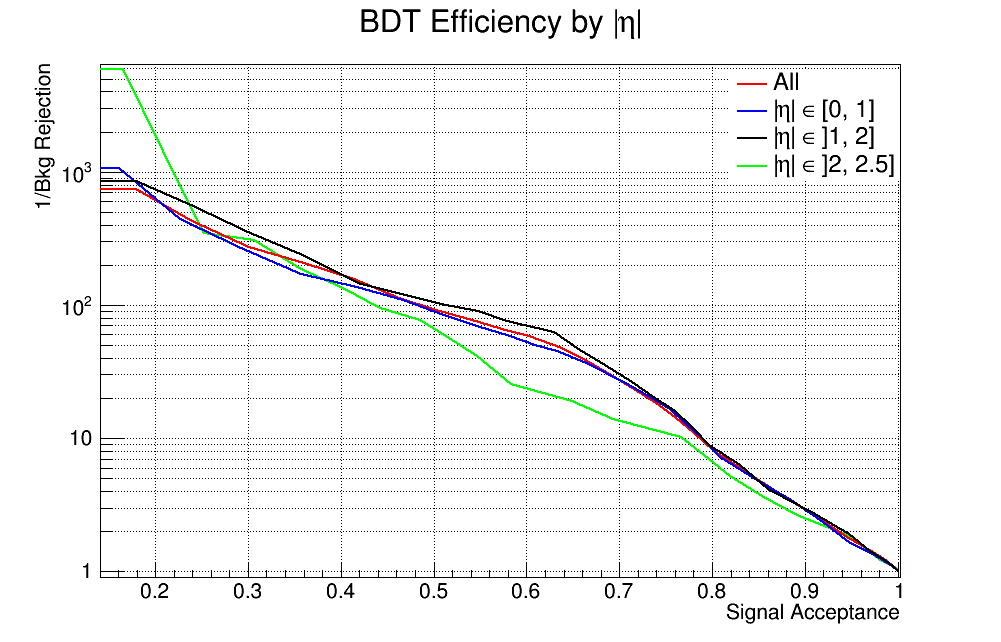 BDT Efficiency by |η|
1/Bkg Rejection
All
|η| ∈ [0, 1]
|η| ∈ ]1, 2]
|η| ∈ ]2, 2.5]
10³
10²
10
1
0.2 0.3 0.4 0.5 0.6 0.7 0.8 0.9 1
Signal Acceptance